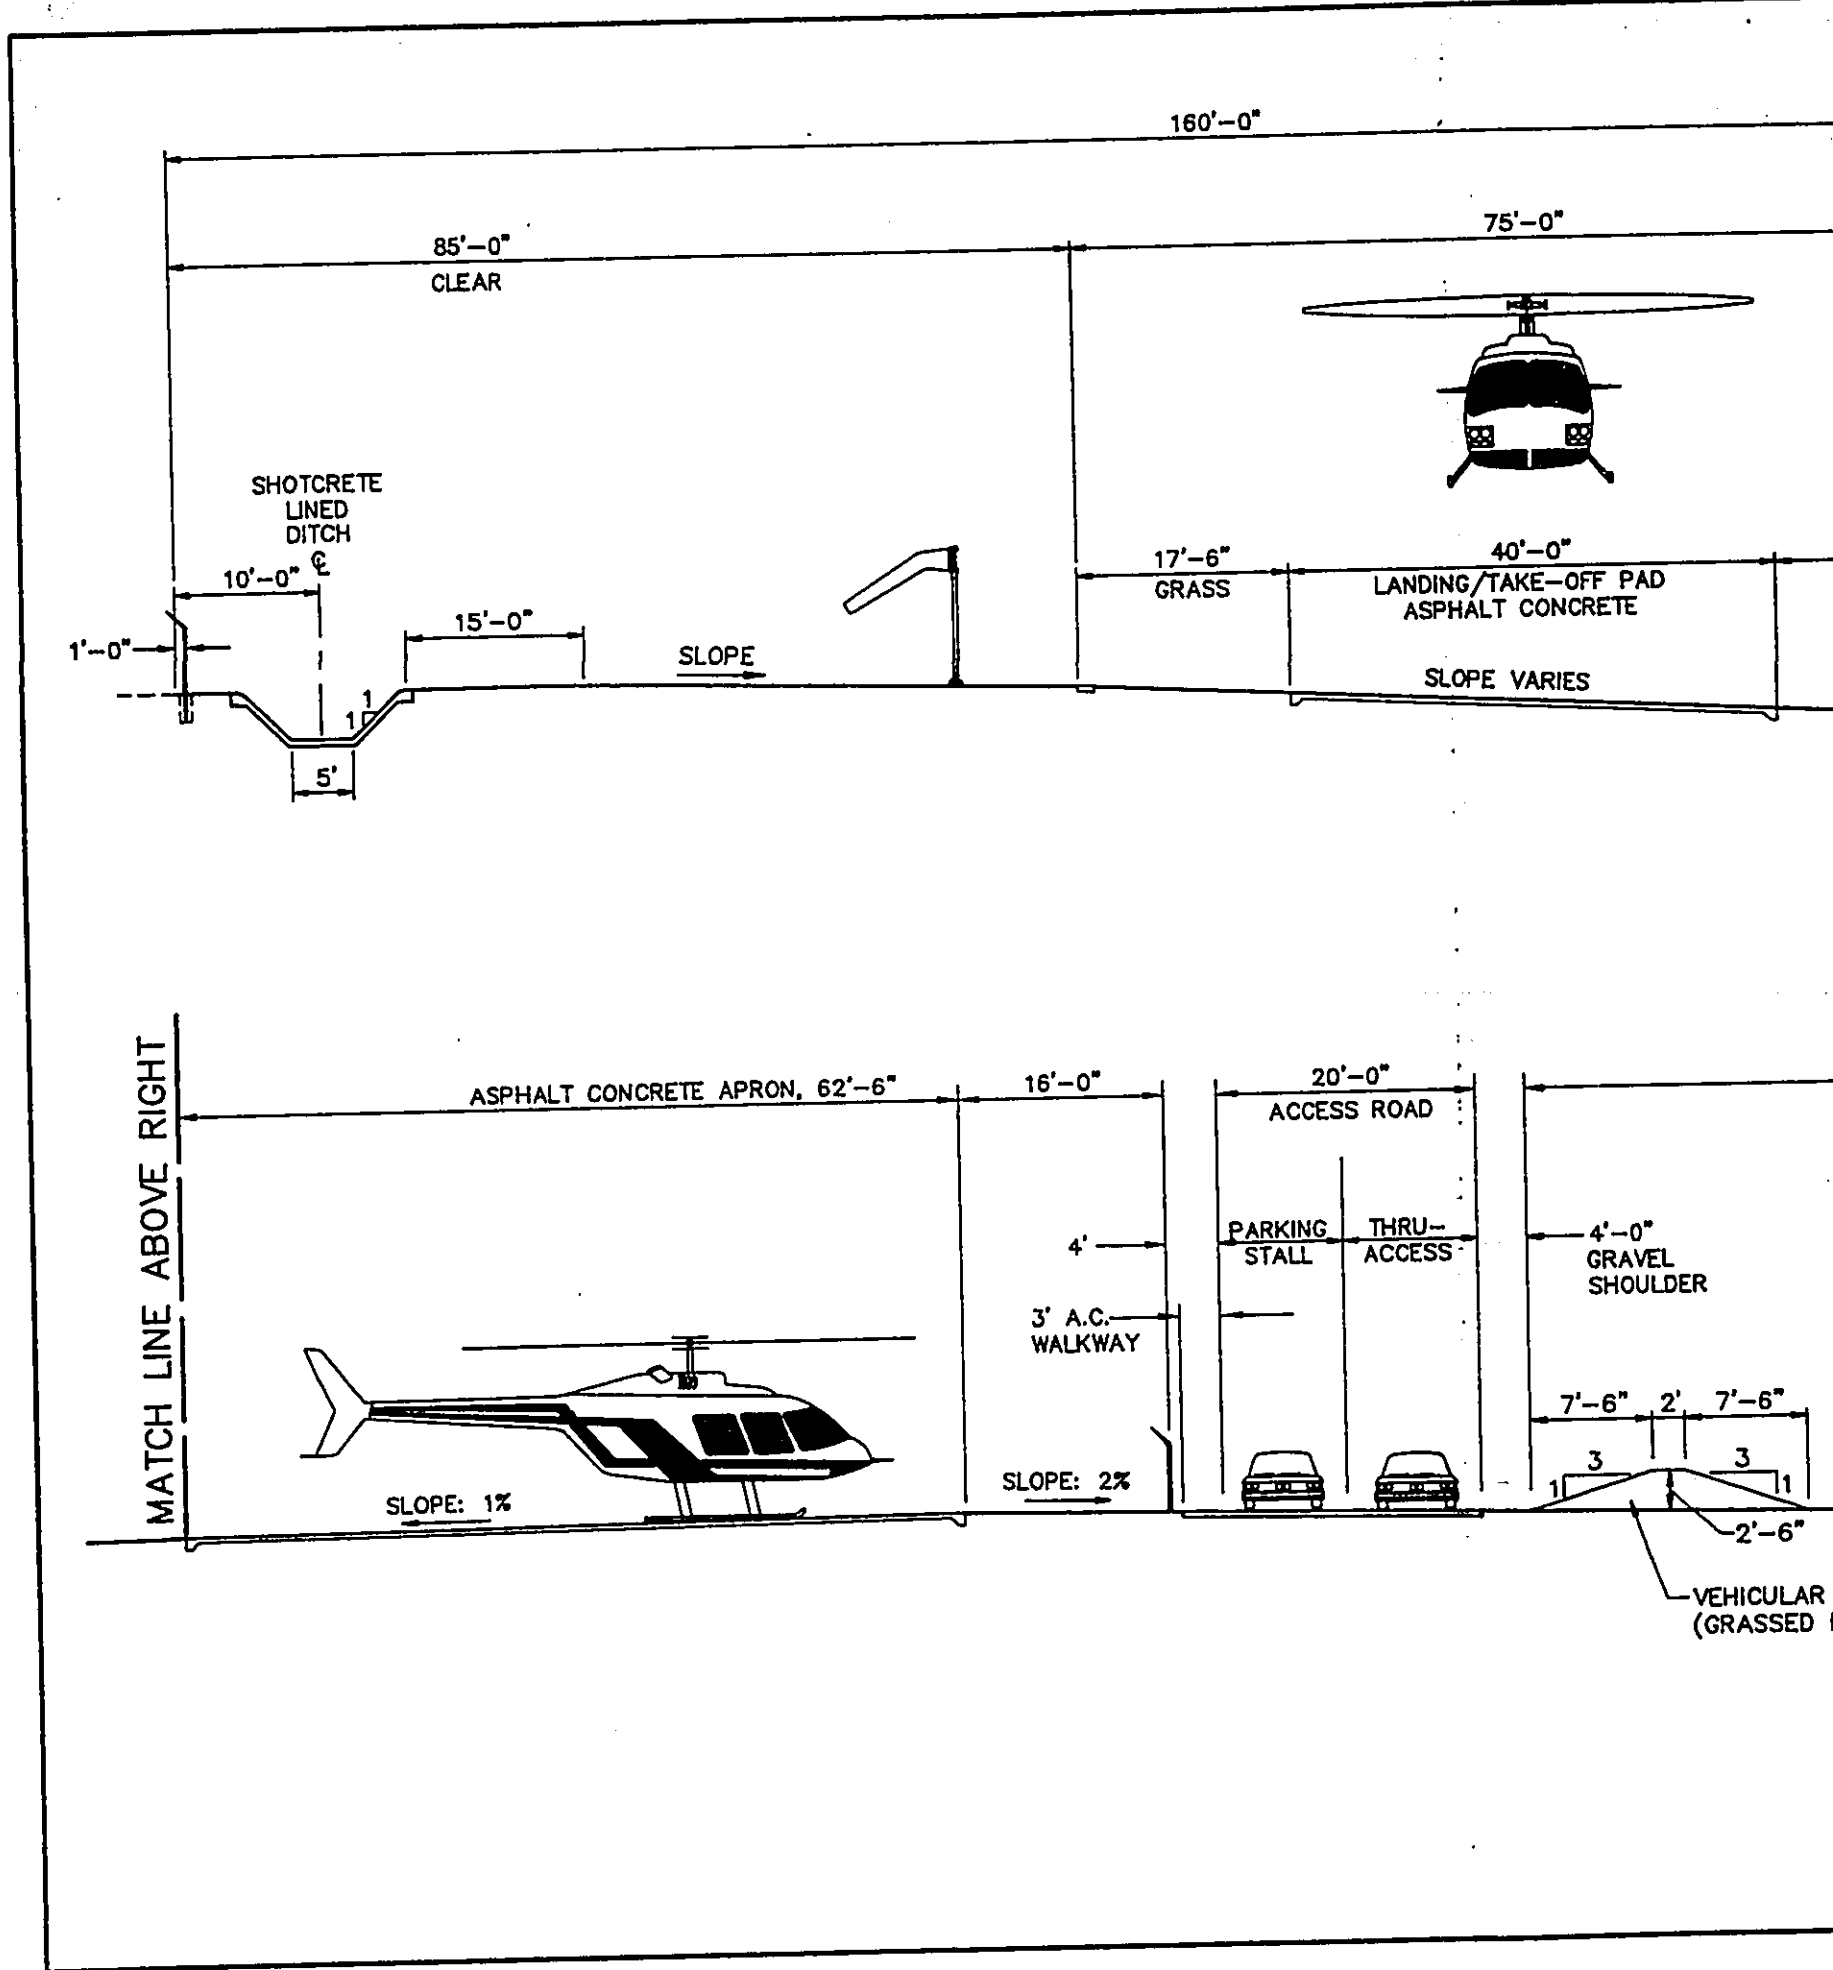 160'-0"
85'-0"
CLEAR
75'-0"
SHOTCRETE
LINED
DITCH
℄
10'-0"
1'-0"
15'-0"
SLOPE
1
1
5'
17'-6"
GRASS
40'-0"
LANDING/TAKE-OFF PAD
ASPHALT CONCRETE
SLOPE VARIES
MATCH LINE ABOVE RIGHT
ASPHALT CONCRETE APRON, 62'-6"
16'-0"
20'-0"
ACCESS ROAD
4'
PARKING
STALL
THRU-
ACCESS
4'-0"
GRAVEL
SHOULDER
3' A.C.
WALKWAY
7'-6"
2'
7'-6"
3
1
3
1
2'-6"
SLOPE: 1%
SLOPE: 2%
VEHICULAR
(GRASSED